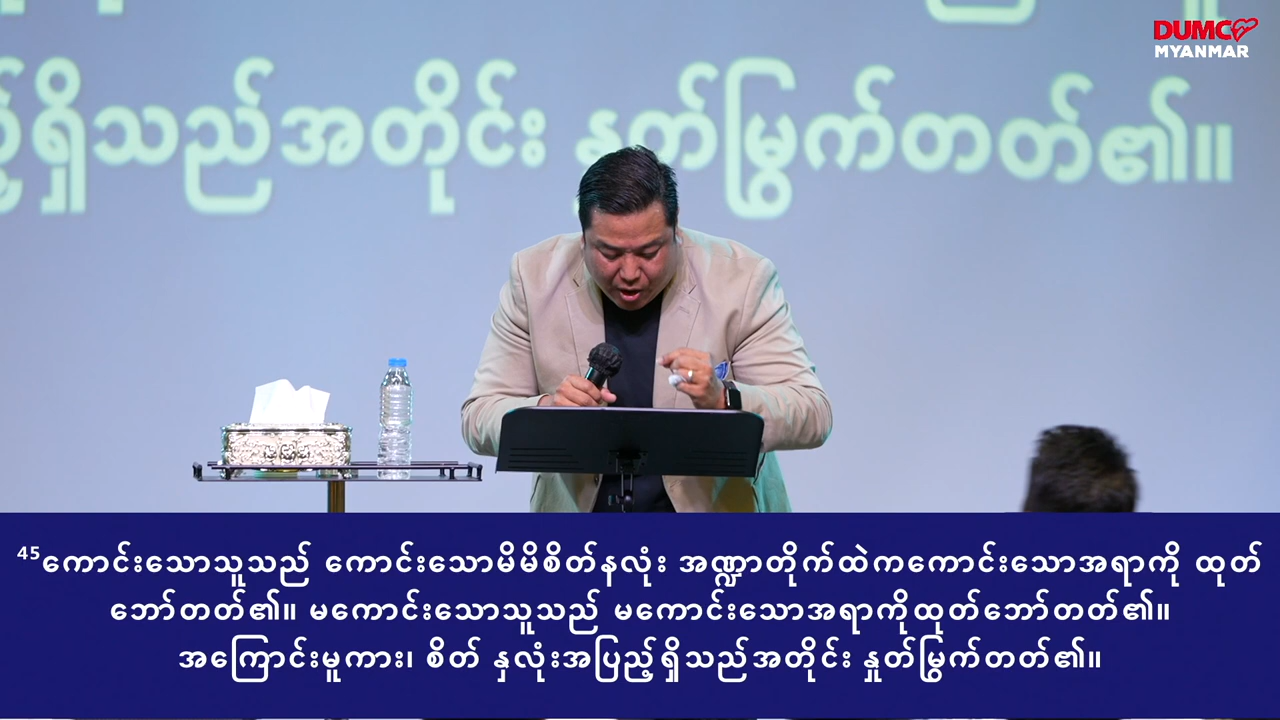 DUMC
MYANMAR
ရှိသည်အတိုင်း နှုတ်မြွက်တတ်၏။
45ကောင်းသောသူသည် ကောင်းသောမိမိစိတ်နလုံး အဏ္ဍာတိုက်ထဲကကောင်းသောအရာကို ထုတ်
ဘော်တတ်၏။ မကောင်းသောသူသည် မကောင်းသောအရာကိုထုတ်ဘော်တတ်၏။
အကြောင်းမူကား၊ စိတ် နှလုံးအပြည့်ရှိသည်အတိုင်း နှုတ်မြွက်တတ်၏။